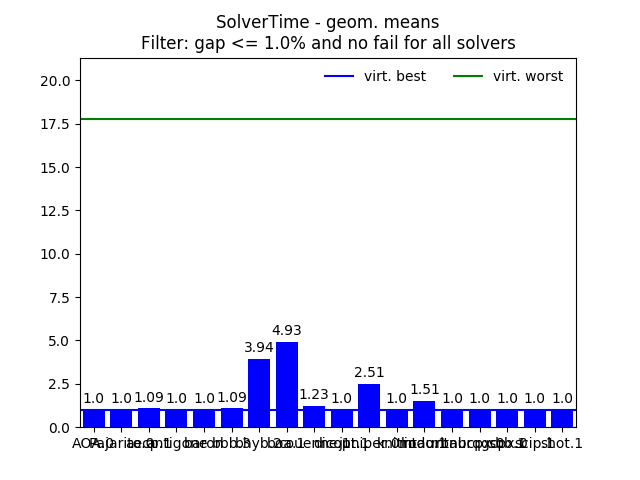 SolverTime - geom. means
Filter: gap <= 1.0% and no fail for all solvers
virt. best
virt. worst
20.0
17.5
15.0
12.5
10.0
7.5
5.0
2.5
0.0
1.0 1.0 1.09 1.0 1.0 1.09 3.94 4.93 1.23 1.0 2.51 1.0 1.51 1.0 1.0 1.0 1.0 1.0
shot.1